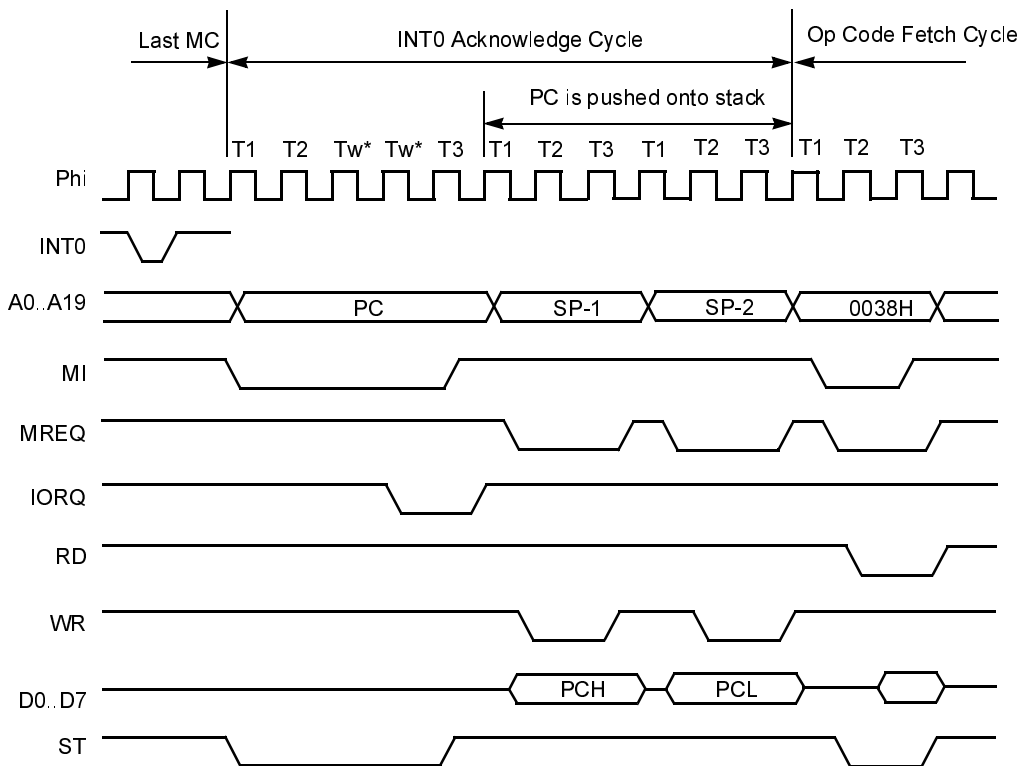 Last MC INT0 Acknowledge Cycle Op Code Fetch Cycle
PC is pushed onto stack
T1 T2 Tw* Tw* T3 T1 T2 T3 T1 T2 T3 T1 T2 T3
Phi
INT0
A0..A19 PC SP-1 SP-2 0038H
MI
MREQ
IORQ
RD
WR
D0..D7 PCH PCL
ST